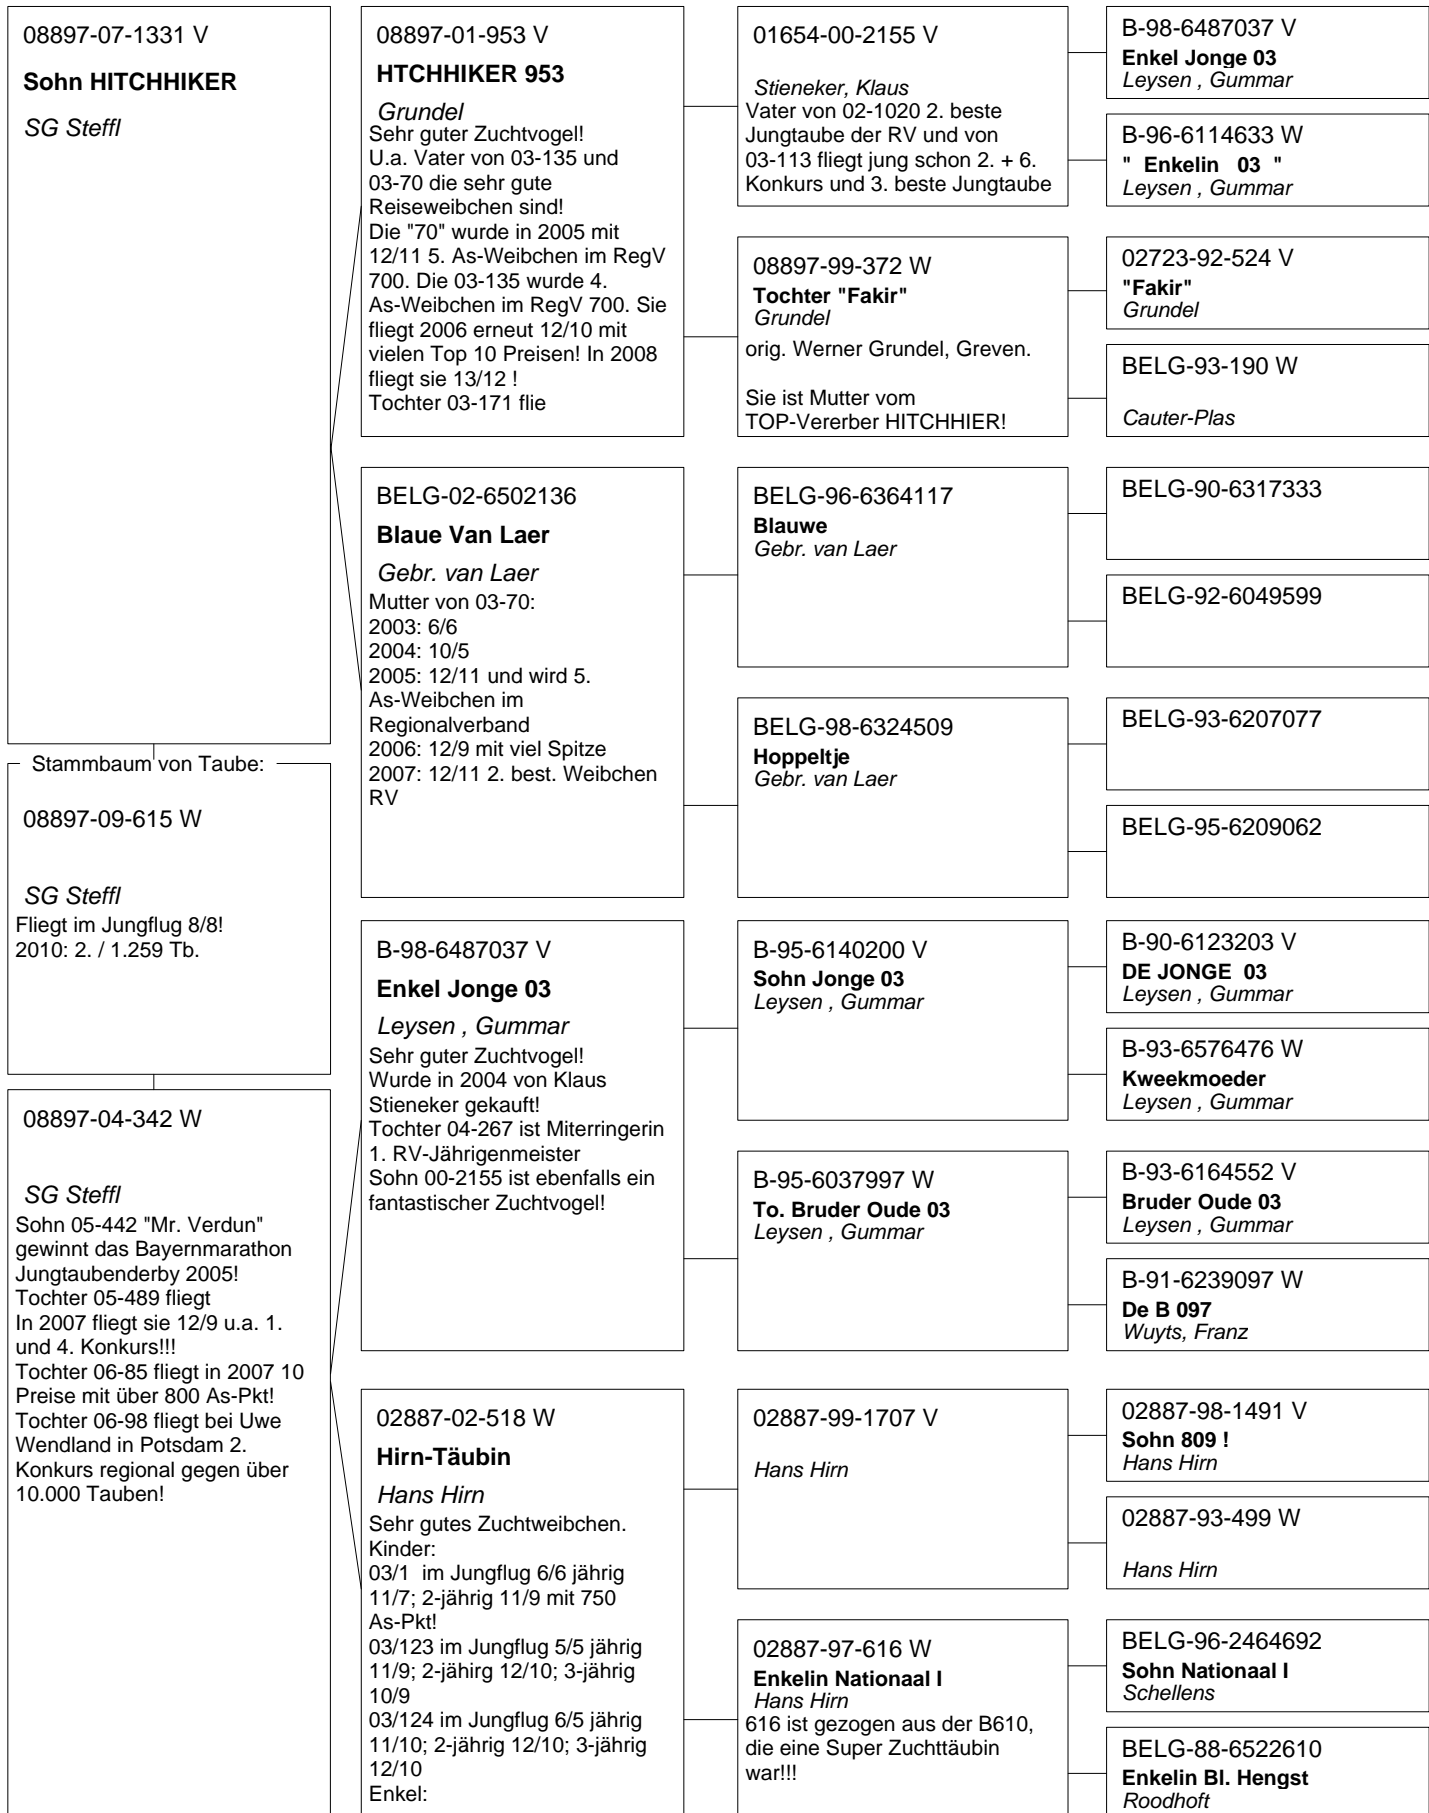 08897-07-1331 V
Sohn HITCHHIKER
SG Steffl
Stammbaum von Taube:
08897-09-615 W
SG Steffl
Fliegt im Jungflug 8/8!
2010: 2. / 1.259 Tb.
08897-04-342 W
SG Steffl
Sohn 05-442 "Mr. Verdun"
gewinnt das Bayernmarathon
Jungtaubenderby 2005!
Tochter 05-489 fliegt
In 2007 fliegt sie 12/9 u.a. 1.
und 4. Konkurs!!!
Tochter 06-85 fliegt in 2007 10
Preise mit über 800 As-Pkt!
Tochter 06-98 fliegt bei Uwe
Wendland in Potsdam 2.
Konkurs regional gegen über
10.000 Tauben!
08897-01-953 V
HTCHHIKER 953
Grundel
Sehr guter Zuchtvogel!
U.a. Vater von 03-135 und
03-70 die sehr gute
Reiseweibchen sind!
Die "70" wurde in 2005 mit
12/11 5. As-Weibchen im RegV
700. Die 03-135 wurde 4.
As-Weibchen im RegV 700. Sie
fliegt 2006 erneut 12/10 mit
vielen Top 10 Preisen! In 2008
fliegt sie 13/12 !
Tochter 03-171 flie
BELG-02-6502136
Blaue Van Laer
Gebr. van Laer
Mutter von 03-70:
2003: 6/6
2004: 10/5
2005: 12/11 und wird 5.
As-Weibchen im
Regionalverband
2006: 12/9 mit viel Spitze
2007: 12/11 2. best. Weibchen
RV
B-98-6487037 V
Enkel Jonge 03
Leysen , Gummar
Sehr guter Zuchtvogel!
Wurde in 2004 von Klaus
Stieneker gekauft!
Tochter 04-267 ist Miterringerin
1. RV-Jährigenmeister
Sohn 00-2155 ist ebenfalls ein
fantastischer Zuchtvogel!
02887-02-518 W
Hirn-Täubin
Hans Hirn
Sehr gutes Zuchtweibchen.
Kinder:
03/1  im Jungflug 6/6 jährig
11/7; 2-jährig 11/9 mit 750
As-Pkt!
03/123 im Jungflug 5/5 jährig
11/9; 2-jähirg 12/10; 3-jährig
10/9
03/124 im Jungflug 6/5 jährig
11/10; 2-jährig 12/10; 3-jährig
12/10
Enkel:
01654-00-2155 V
Stieneker, Klaus
Vater von 02-1020 2. beste
Jungtaube der RV und von
03-113 fliegt jung schon 2. + 6.
Konkurs und 3. beste Jungtaube
08897-99-372 W
Tochter "Fakir"
Grundel
orig. Werner Grundel, Greven.
Sie ist Mutter vom
TOP-Vererber HITCHHIER!
BELG-96-6364117
Blauwe
Gebr. van Laer
BELG-98-6324509
Hoppeltje
Gebr. van Laer
B-95-6140200 V
Sohn Jonge 03
Leysen , Gummar
B-95-6037997 W
To. Bruder Oude 03
Leysen , Gummar
02887-99-1707 V
Hans Hirn
02887-97-616 W
Enkelin Nationaal I
Hans Hirn
616 ist gezogen aus der B610,
die eine Super Zuchttäubin
war!!!
B-98-6487037 V
Enkel Jonge 03
Leysen , Gummar
B-96-6114633 W
"  Enkelin   03  "
Leysen , Gummar
02723-92-524 V
"Fakir"
Grundel
BELG-93-190 W
Cauter-Plas
BELG-90-6317333
BELG-92-6049599
BELG-93-6207077
BELG-95-6209062
B-90-6123203 V
DE JONGE  03
Leysen , Gummar
B-93-6576476 W
Kweekmoeder
Leysen , Gummar
B-93-6164552 V
Bruder Oude 03
Leysen , Gummar
B-91-6239097 W
De B 097
Wuyts, Franz
02887-98-1491 V
Sohn 809 !
Hans Hirn
02887-93-499 W
Hans Hirn
BELG-96-2464692
Sohn Nationaal I
Schellens
BELG-88-6522610
Enkelin Bl. Hengst
Roodhoft